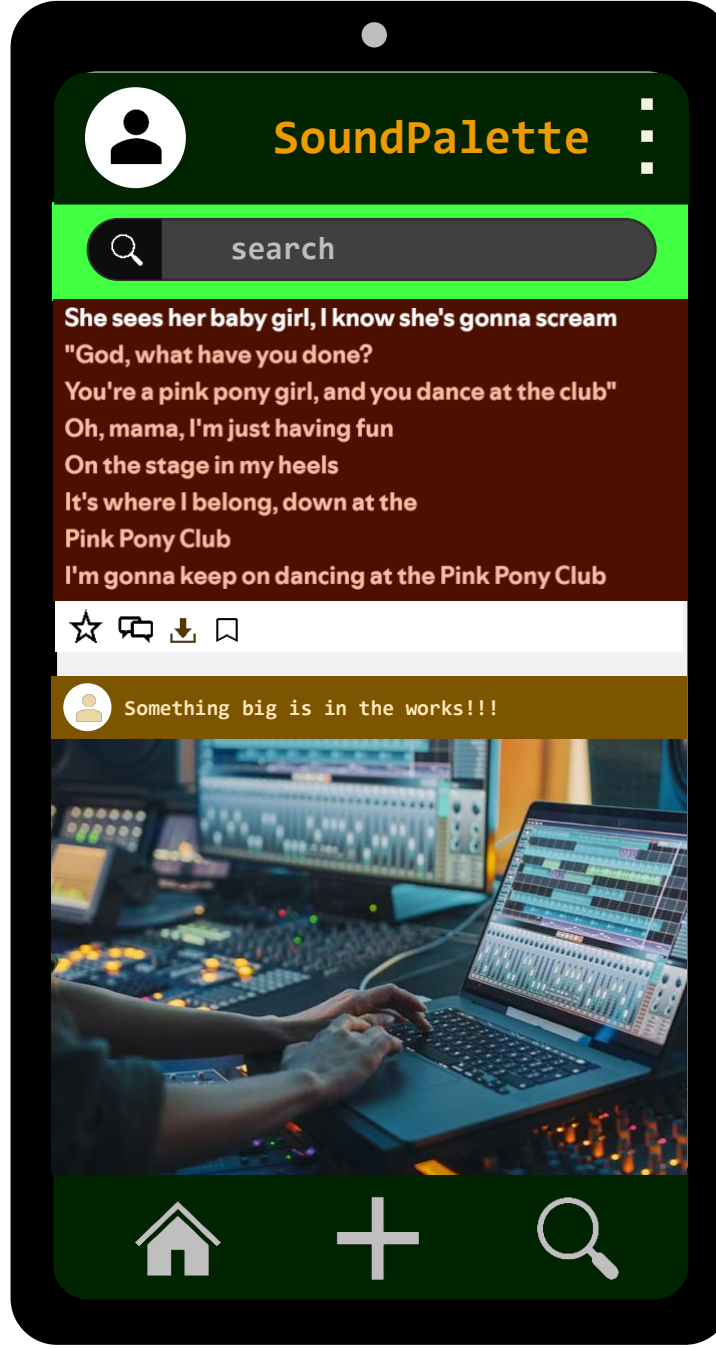 SoundPalette
search
She sees her baby girl, I know she's gonna scream
"God, what have you done?
You're a pink pony girl, and you dance at the club"
Oh, mama, I'm just having fun
On the stage in my heels
It's where I belong, down at the
Pink Pony Club
I'm gonna keep on dancing at the Pink Pony Club
Something big is in the works!!!